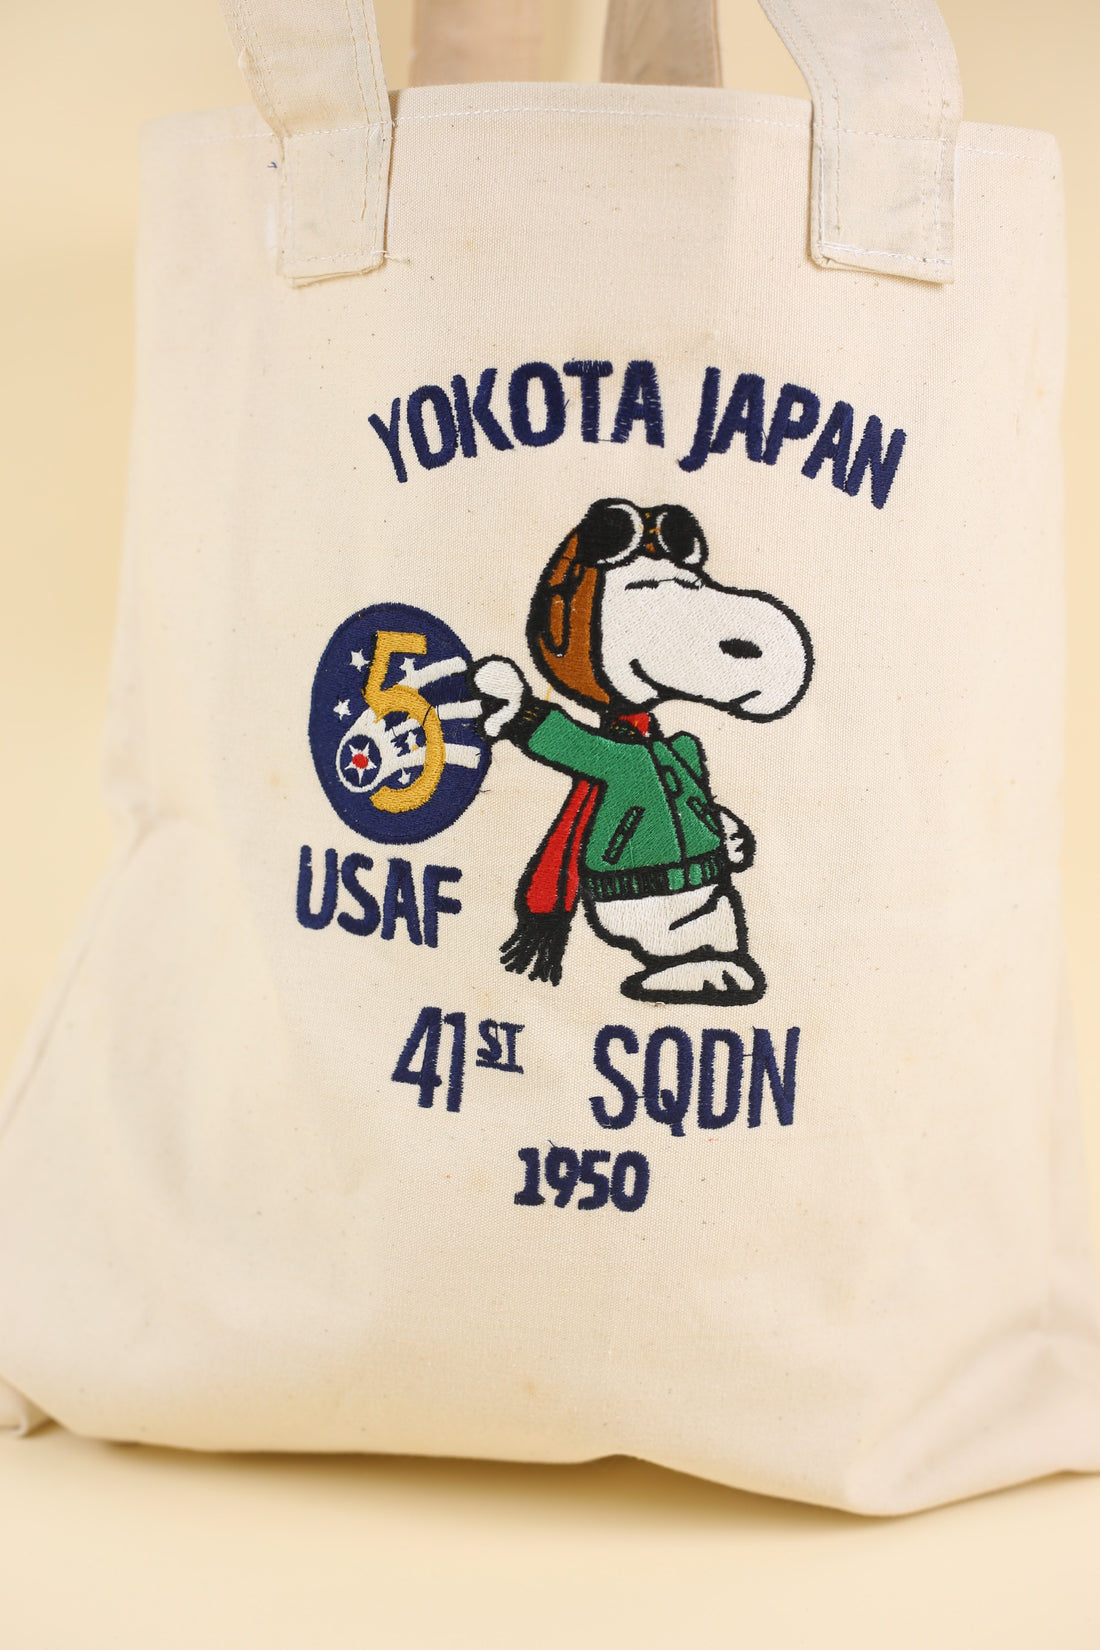 YOKOTA JAPAN
5
USAF
41ST SQDN
1950